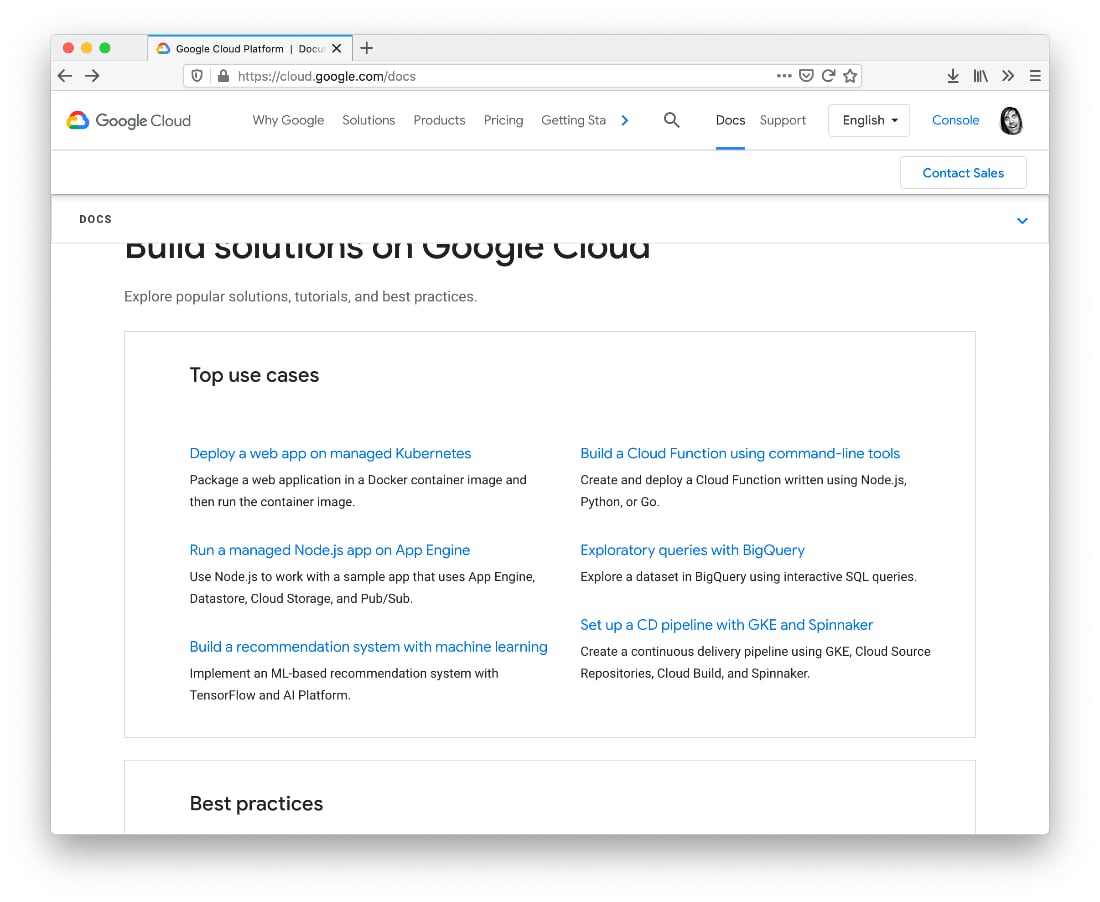 Google Cloud Platform | Docu
https://cloud.google.com/docs
Google Cloud Why Google Solutions Products Pricing Getting Sta Docs Support English Console
Contact Sales
DOCS
Build solutions on Google Cloud
Explore popular solutions, tutorials, and best practices.
Top use cases
Deploy a web app on managed Kubernetes
Package a web application in a Docker container image and
then run the container image.
Run a managed Node.js app on App Engine
Use Node.js to work with a sample app that uses App Engine,
Datastore, Cloud Storage, and Pub/Sub.
Build a recommendation system with machine learning
Implement an ML-based recommendation system with
TensorFlow and AI Platform.
Build a Cloud Function using command-line tools
Create and deploy a Cloud Function written using Node.js,
Python, or Go.
Exploratory queries with BigQuery
Explore a dataset in BigQuery using interactive SQL queries.
Set up a CD pipeline with GKE and Spinnaker
Create a continuous delivery pipeline using GKE, Cloud Source
Repositories, Cloud Build, and Spinnaker.
Best practices